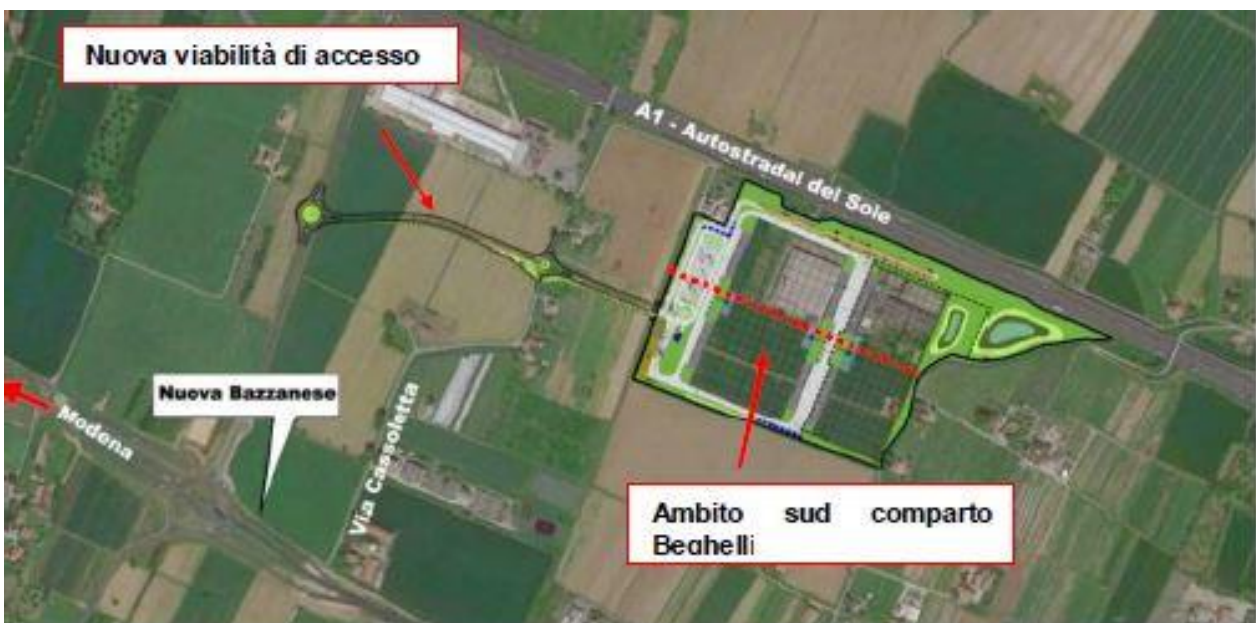 Nuova viabilità di accesso
A1 - Autostradal del Sole
Nuova Bazzanese
Modena
Via Cassoletta
Ambito sud comparto
Beghelli